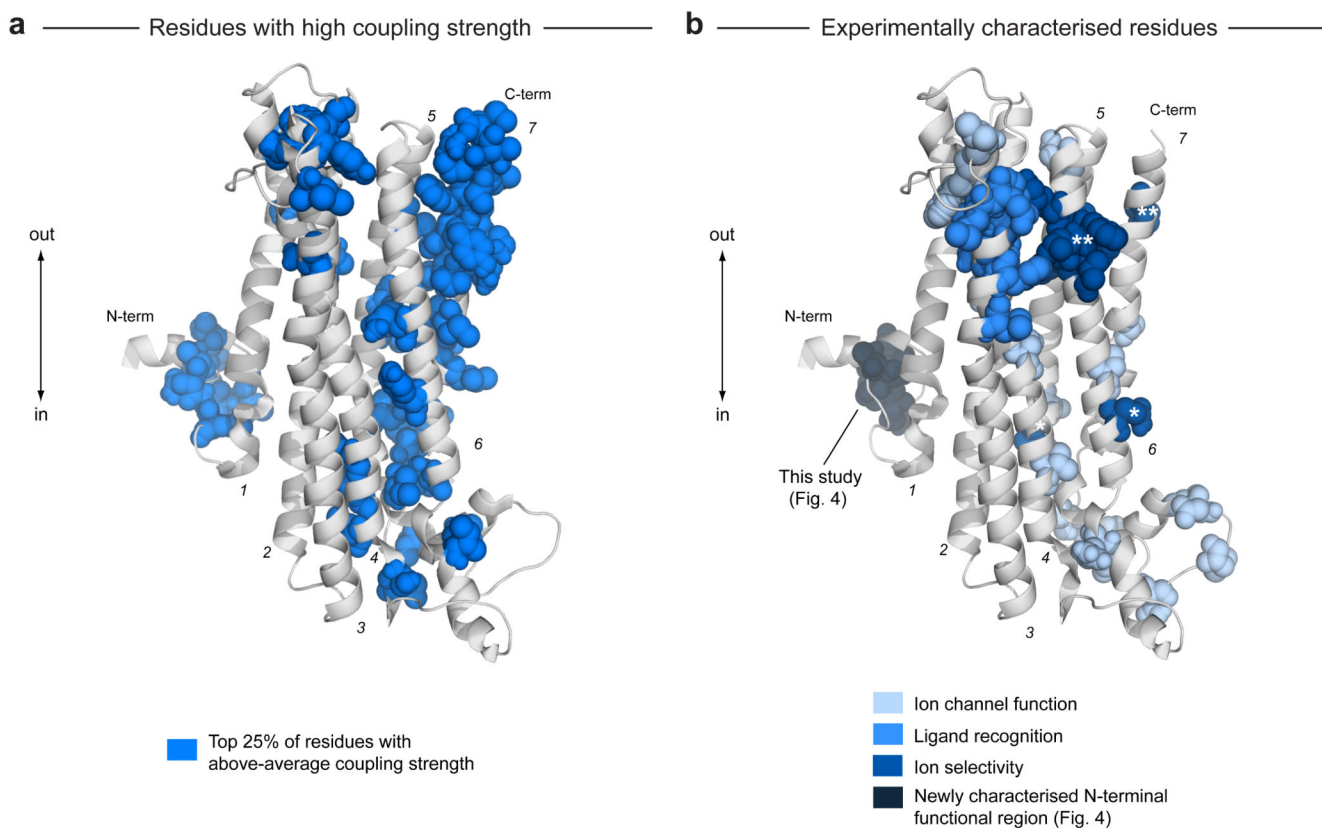 a
Residues with high coupling strength
C-term
5
7
out
N-term
in
6
1
2
4
3
Top 25% of residues with
above-average coupling strength
b
Experimentally characterised residues
5
C-term
7
**
**
out
N-term
in
*
*
6
This study
(Fig. 4)
1
2
4
3
Ion channel function
Ligand recognition
Ion selectivity
Newly characterised N-terminal
functional region (Fig. 4)